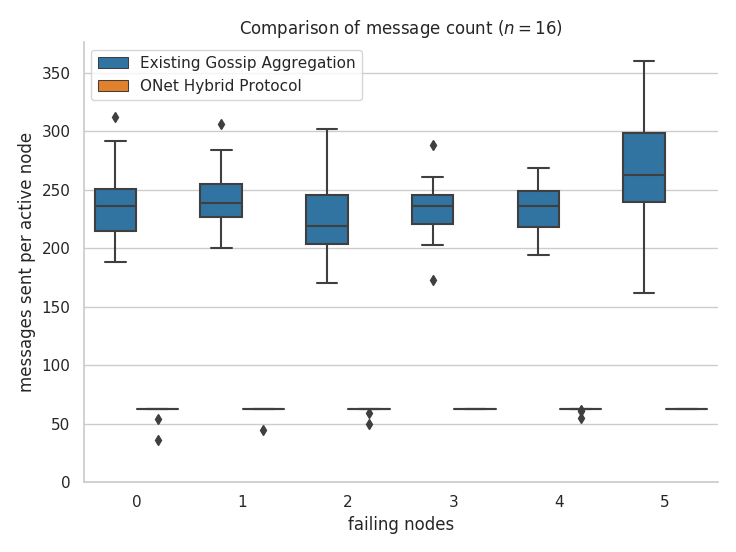 Comparison of message count (n = 16)
Existing Gossip Aggregation
ONet Hybrid Protocol
messages sent per active node
350
300
250
200
150
100
50
0
0 1 2 3 4 5
failing nodes